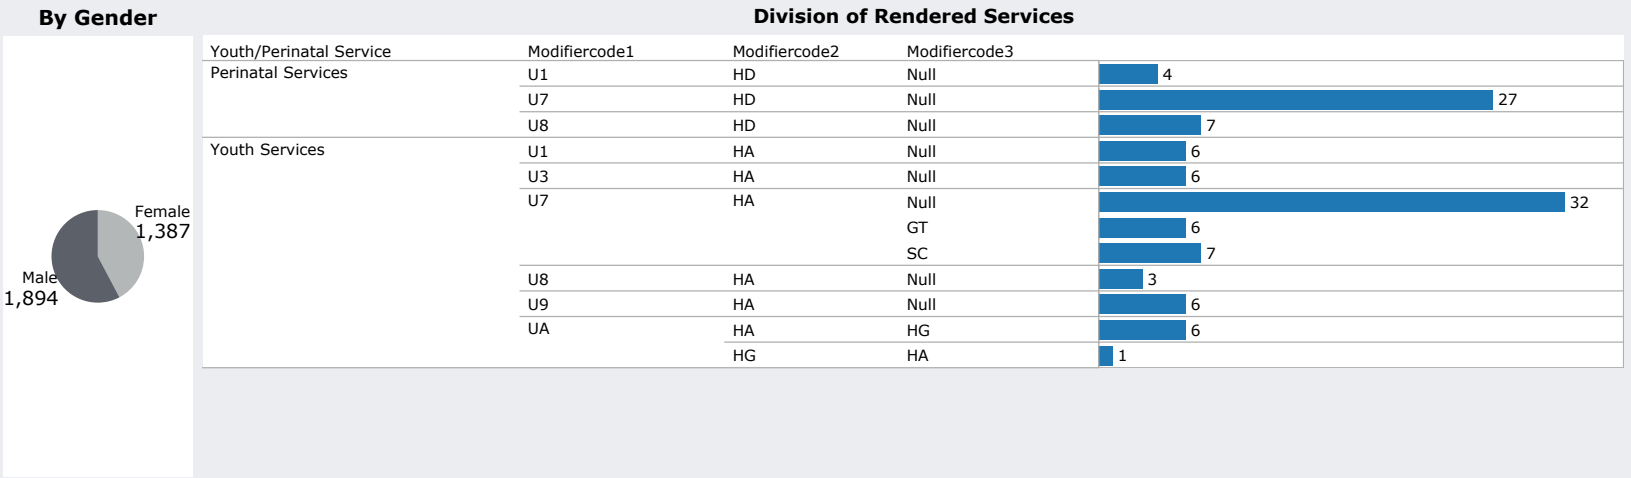 By Gender
Division of Rendered Services
Female
1,387
Male
1,894
Youth/Perinatal Service Modifiercode1 Modifiercode2 Modifiercode3
Perinatal Services U1 HD Null 4
U7 HD Null 27
U8 HD Null 7
Youth Services U1 HA Null 6
U3 HA Null 6
U7 HA Null 32
GT 6
SC 7
U8 HA Null 3
U9 HA Null 6
UA HA HG 6
HG HA 1